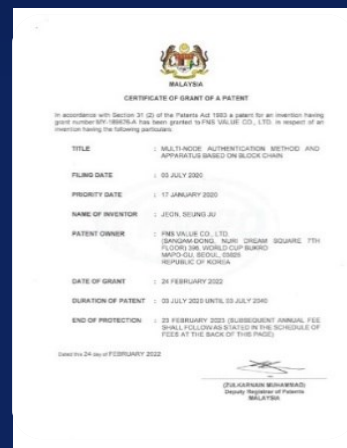 MALAYSIA
CERTIFICATE OF GRANT OF A PATENT
In accordance with Section 31 (2) of the Patents Act 1983 a patent for an invention having
grant number has been granted to FNS VALUE CO., LTD. in respect of an
invention having the following particulars:
TITLE : MULTI-NODE AUTHENTICATION METHOD AND
APPARATUS BASED ON BLOCK CHAIN
FILING DATE : 03 JULY 2020
PRIORITY DATE : 17 JANUARY 2020
NAME OF INVENTOR : JEON, SEUNG JU
PATENT OWNER : FNS VALUE CO., LTD.
(SANGAM-DONG, NURI DREAM SQUARE 7TH
FLOOR) 396, WORLD CUP BUKRO
MAPO-GU, SEOUL,
REPUBLIC OF KOREA
DATE OF GRANT : 24 FEBRUARY 2022
DURATION OF PATENT : 03 JULY 2020 UNTIL 03 JULY 2040
END OF PROTECTION : 23 FEBRUARY 2023 (SUBSEQUENT ANNUAL FEE
SHALL FOLLOW AS STATED IN THE SCHEDULE OF
FEES AT THE BACK OF THIS PAGE)
Dated this 24 day of FEBRUARY 2022
(ZULKARNAIN MUHAMMAD)
Deputy Registrar of Patents
MALAYSIA